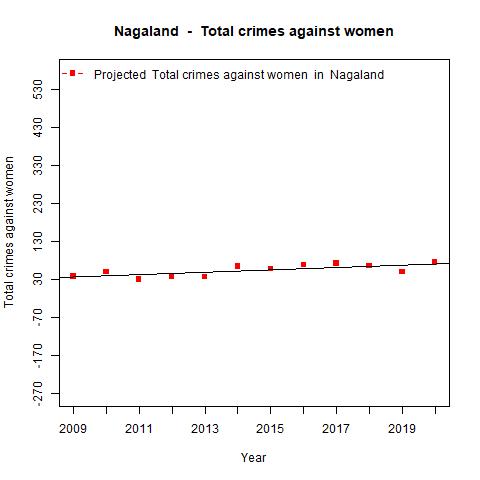 Nagaland - Total crimes against women
Projected Total crimes against women in Nagaland
Total crimes against women
530
430
330
230
130
30
-70
-170
-270
2009 2011 2013 2015 2017 2019
Year